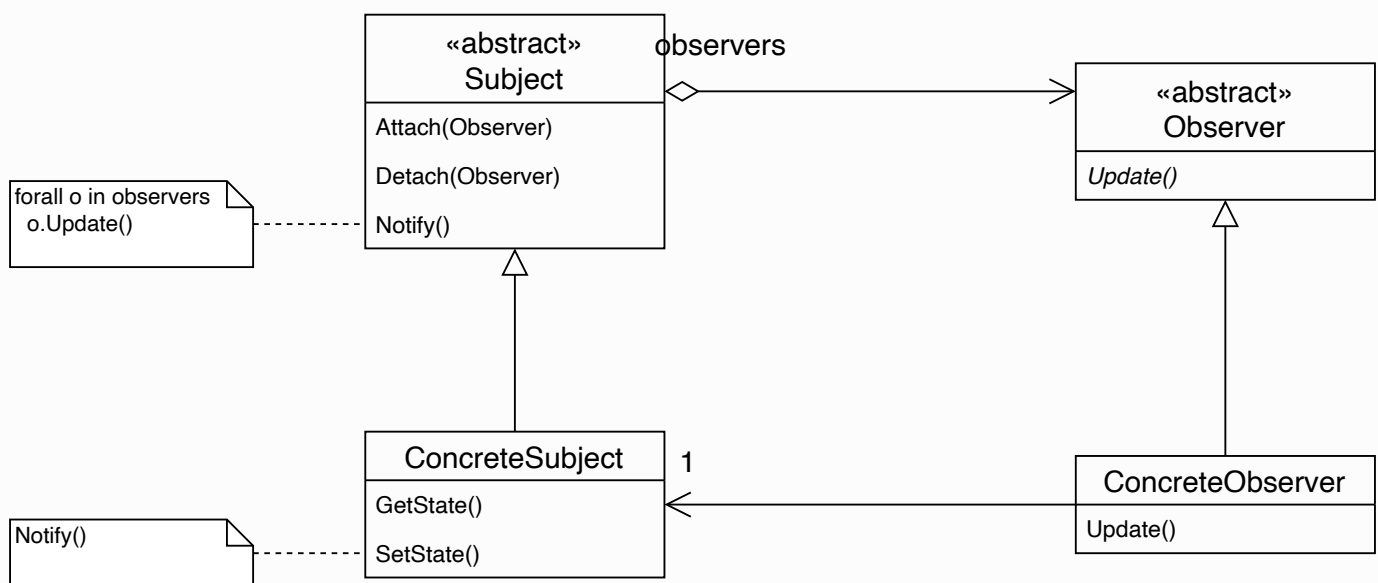 «abstract»
Subject
observers
Attach(Observer)
Detach(Observer)
Notify()
forall o in observers
o.Update()
«abstract»
Observer
Update()
ConcreteSubject
1
GetState()
SetState()
Notify()
ConcreteObserver
Update()